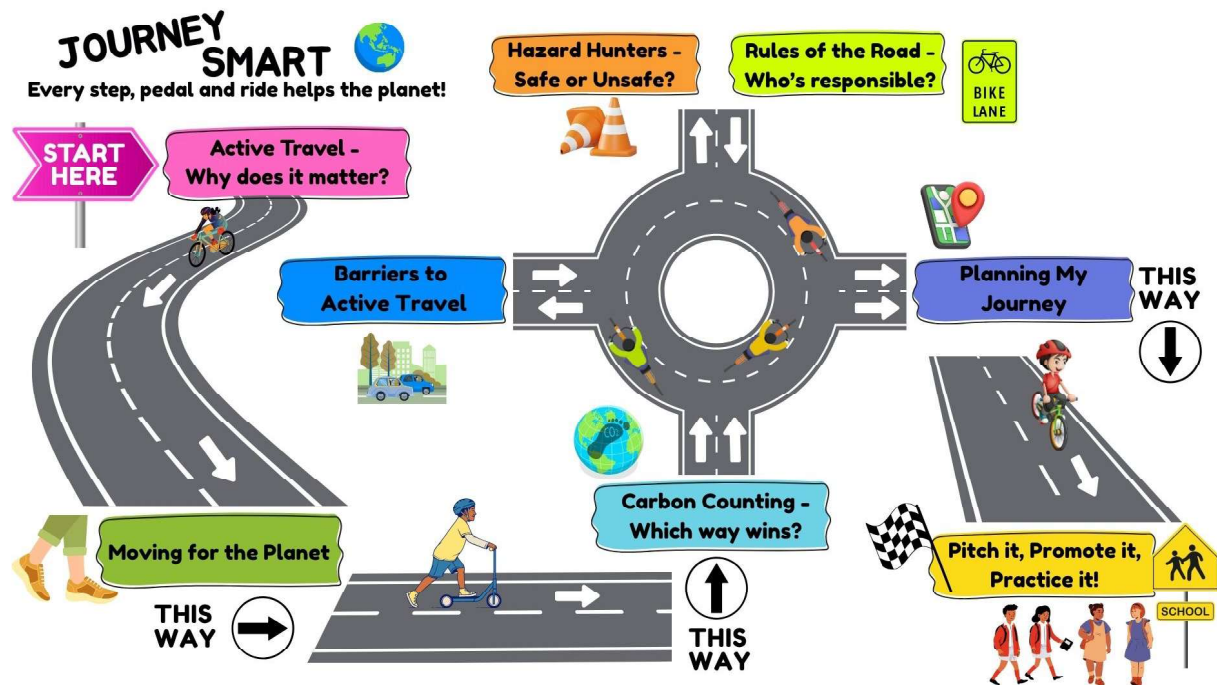 JOURNEY
SMART
Every step, pedal and ride helps the planet!
START
HERE
Active Travel -
Why does it matter?
Moving for the Planet
THIS
WAY
Carbon Counting -
Which way wins?
THIS
WAY
CO2
Barriers to
Active Travel
Hazard Hunters -
Safe or Unsafe?
Rules of the Road -
Who's responsible?
BIKE
LANE
Planning My
Journey
THIS
WAY
Pitch it, Promote it,
Practice it!
SCHOOL